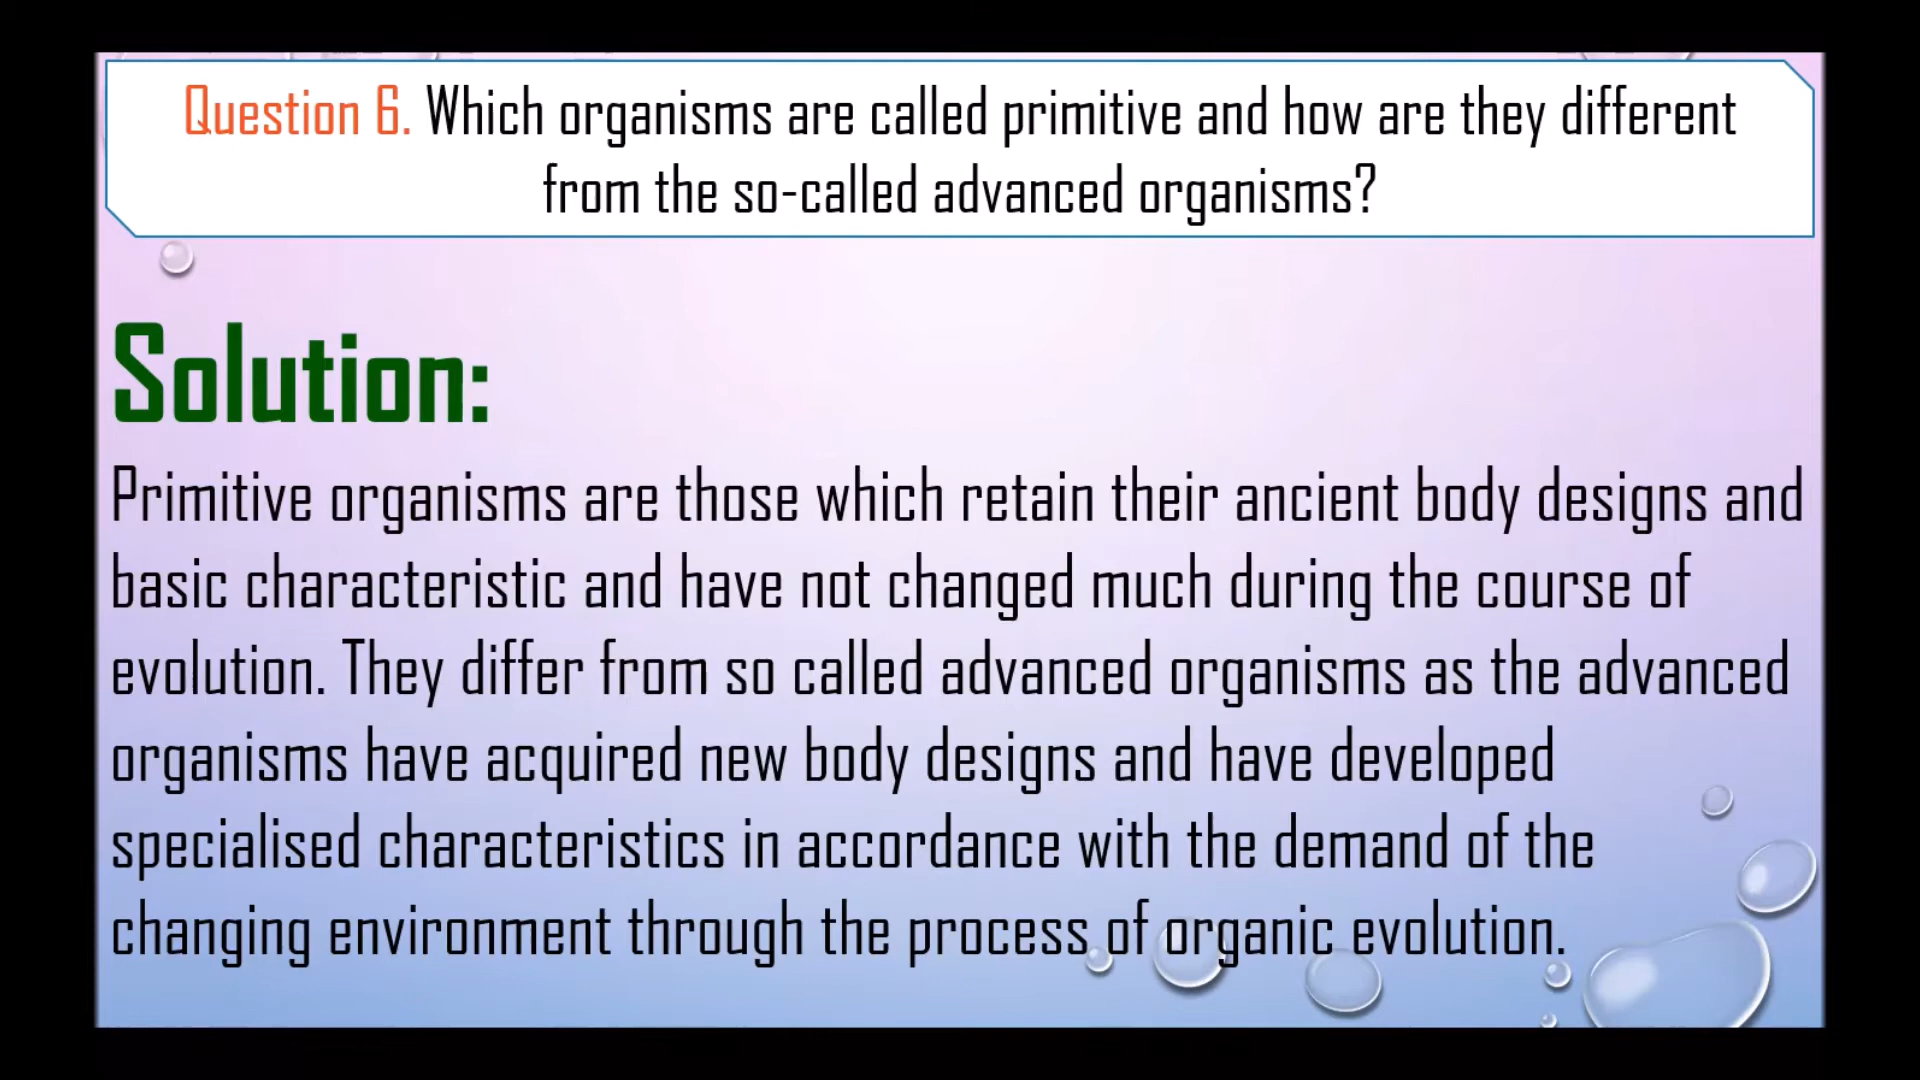 Question 6. Which organisms are called primitive and how are they different
from the so-called advanced organisms?
Solution:
Primitive organisms are those which retain their ancient body designs and
basic characteristic and have not changed much during the course of
evolution. They differ from so called advanced organisms as the advanced
organisms have acquired new body designs and have developed
specialised characteristics in accordance with the demand of the
changing environment through the process of organic evolution.